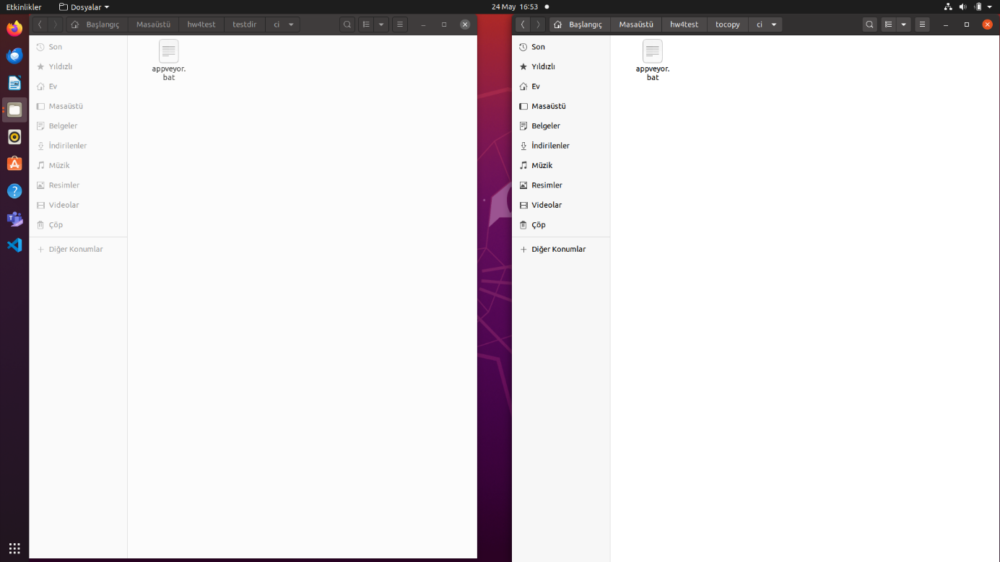 Etkinlikler
Dosyalar
24 May 16:53
Başlangıç
Masaüstü
hw4test
testdir
ci
Son
Yıldızlı
Ev
Masaüstü
Belgeler
İndirilenler
Müzik
Resimler
Videolar
Çöp
Diğer Konumlar
appveyor.
bat
Başlangıç
Masaüstü
hw4test
tocopy
ci
Son
Yıldızlı
Ev
Masaüstü
Belgeler
İndirilenler
Müzik
Resimler
Videolar
Çöp
Diğer Konumlar
appveyor.
bat